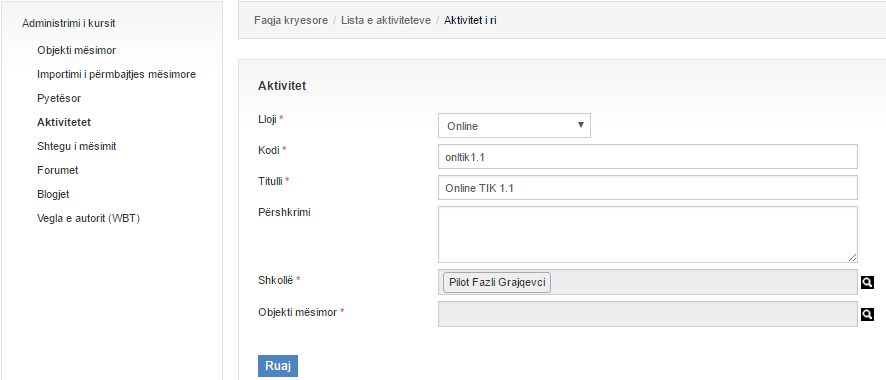 Administrimi i kursit
Objekti mësimor
Importimi i përmbajtjes mësimore
Pyetësor
Aktivitetet
Shtegu i mësimit
Forumet
Blogjet
Vegla e autorit (WBT)
Faqja kryesore / Lista e aktiviteteve / Aktivitet i ri
Aktivitet
Lloji * Online
Kodi * onltik1.1
Titulli * Online TIK 1.1
Përshkrimi
Shkollë * Pilot Fazli Grajqevci
Objekti mësimor *
Ruaj